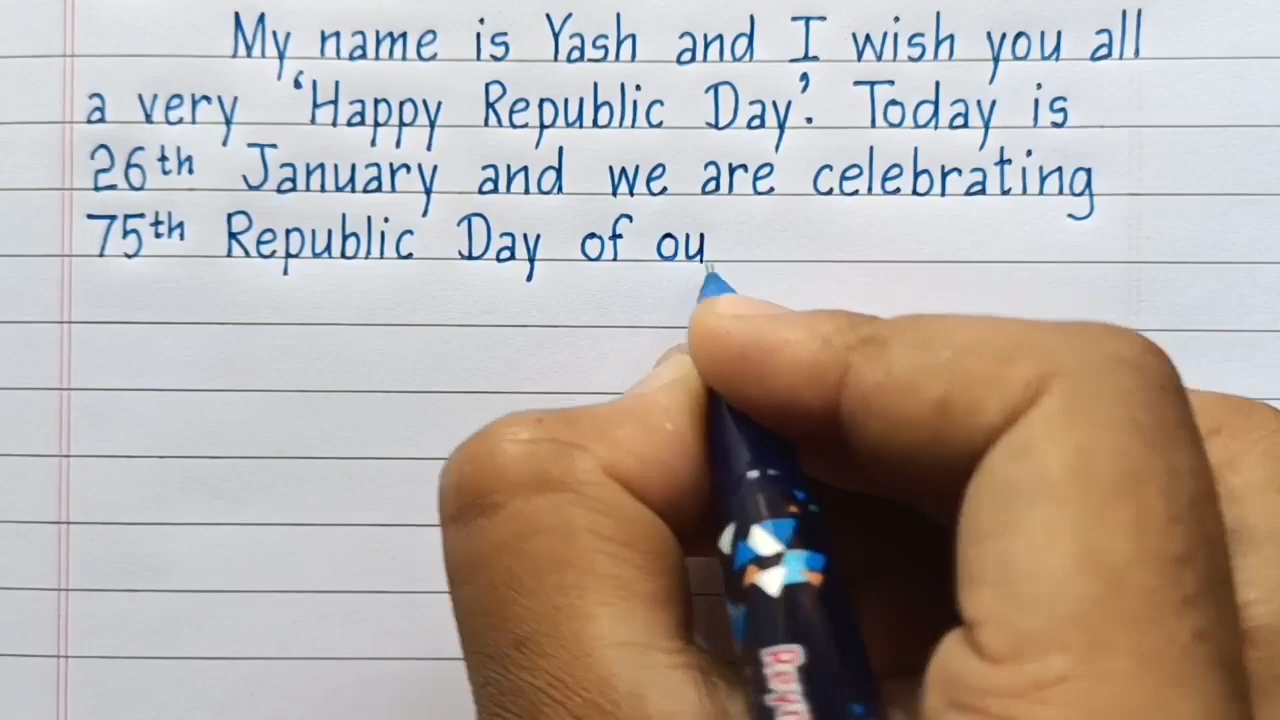 My name is Yash and I wish you all
a very 'Happy Republic Day'. Today is
26th January and we are celebrating
75th Republic Day of ou